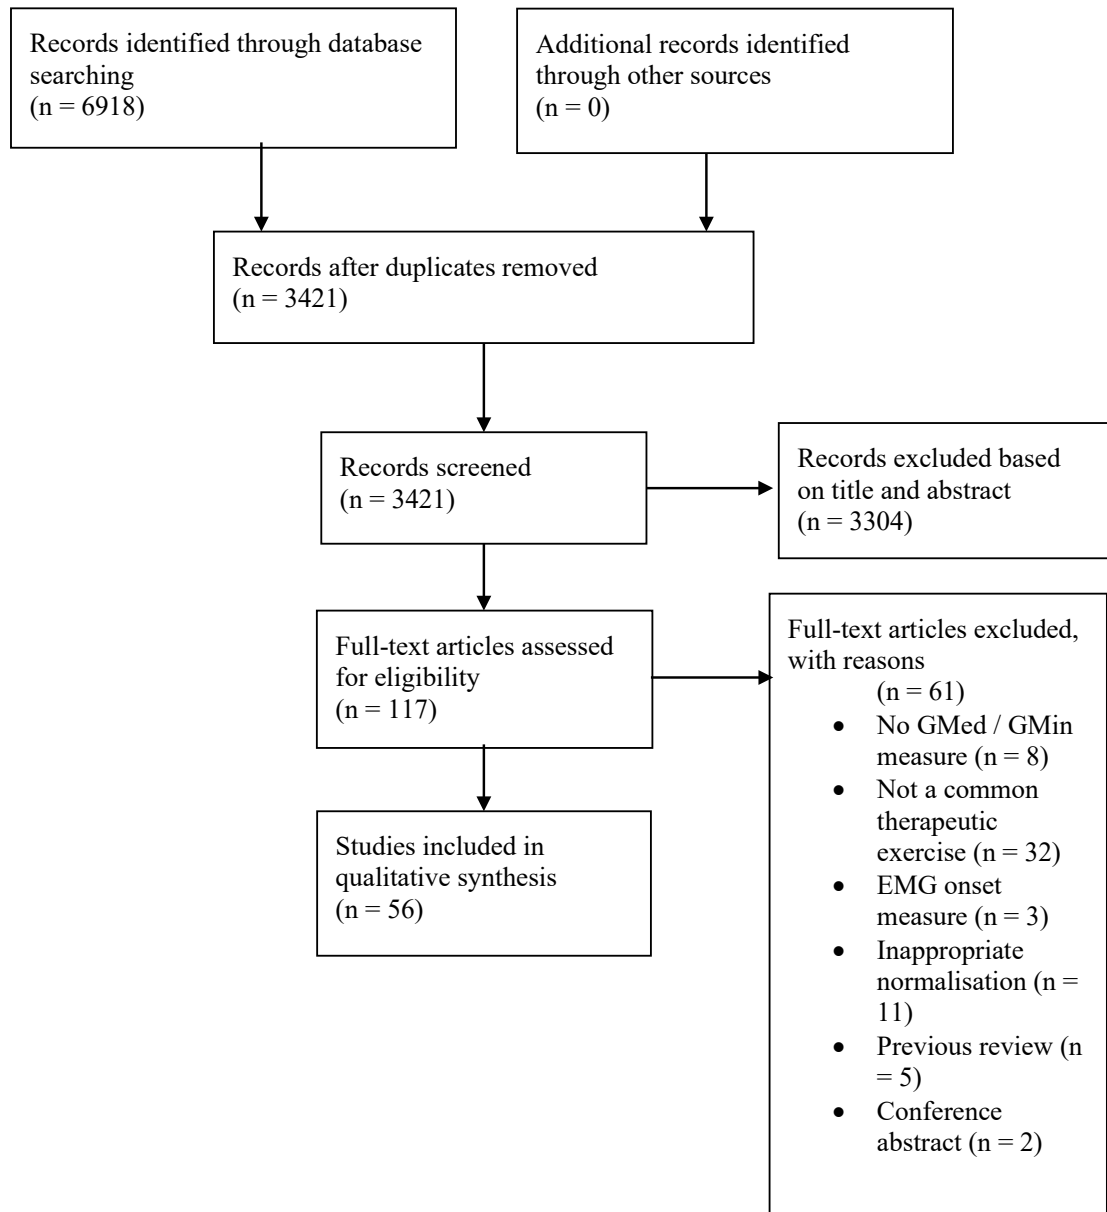 Records identified through database
searching
(n = 6918)
Additional records identified
through other sources
(n = 0)
Records after duplicates removed
(n = 3421)
Records screened
(n = 3421)
Records excluded based
on title and abstract
(n = 3304)
Full-text articles assessed
for eligibility
(n = 117)
Full-text articles excluded,
with reasons
(n = 61)
• No GMed / GMin
measure (n = 8)
• Not a common
therapeutic
exercise (n = 32)
• EMG onset
measure (n = 3)
• Inappropriate
normalisation (n =
11)
• Previous review (n
= 5)
• Conference
abstract (n = 2)
Studies included in
qualitative synthesis
(n = 56)